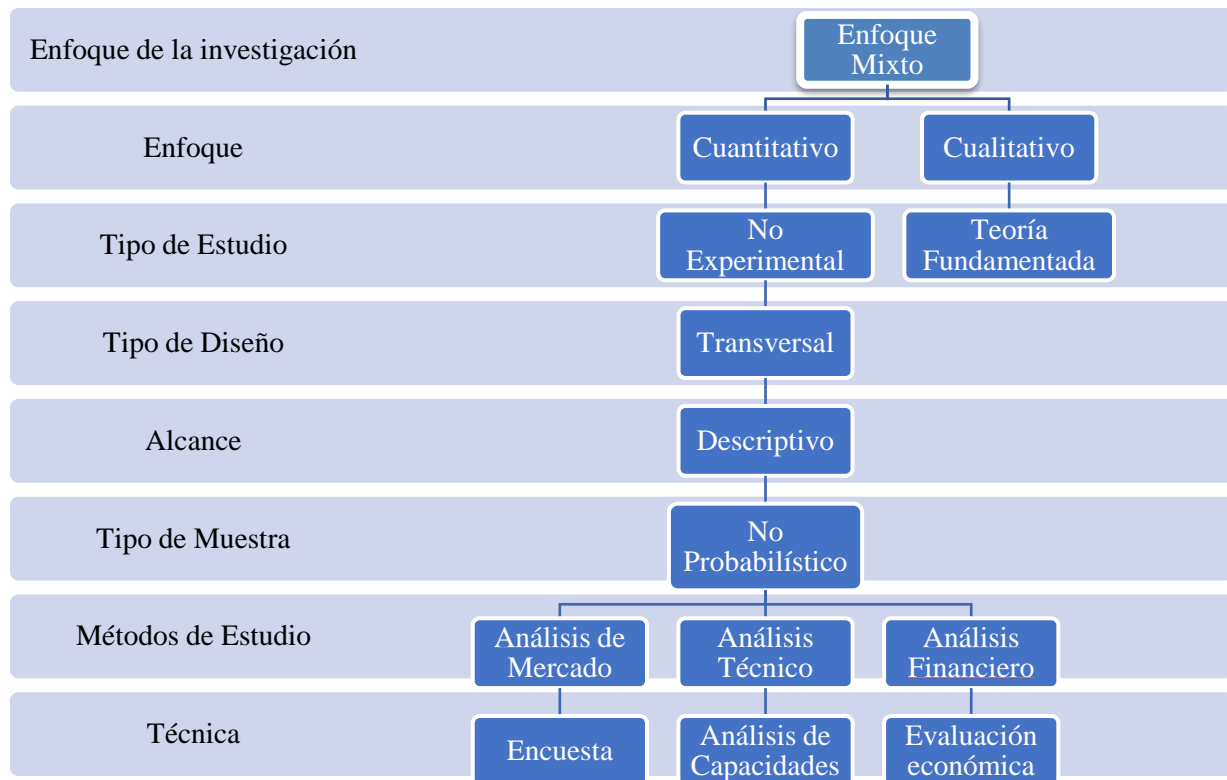 Enfoque de la investigación
Enfoque
Mixto
Enfoque
Cuantitativo
Cualitativo
Tipo de Estudio
No
Experimental
Teoría
Fundamentada
Tipo de Diseño
Transversal
Alcance
Descriptivo
Tipo de Muestra
No
Probabilístico
Métodos de Estudio
Análisis de
Mercado
Análisis
Técnico
Análisis
Financiero
Técnica
Encuesta
Análisis de
Capacidades
Evaluación
económica